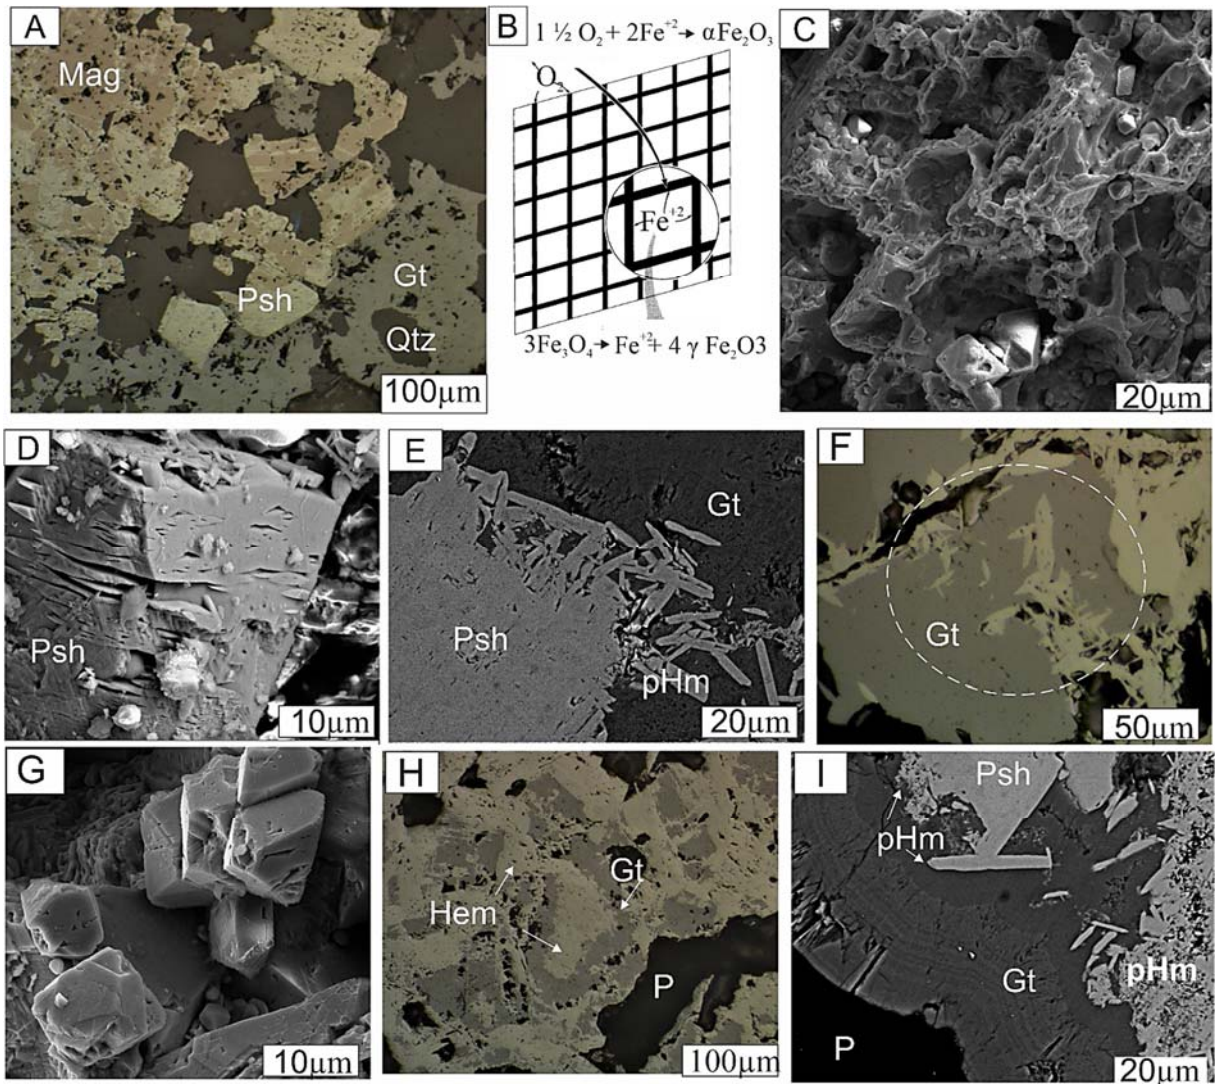 A
Mag
Gt
Psh
Qtz
100µm
B
1 ½ O₂ + 2Fe⁺² → αFe₂O₃
O₂
Fe⁺²
3Fe₃O₄ → Fe⁺² + 4 γ Fe₂O3
C
20µm
D
Psh
10µm
E
Gt
Psh
pHm
20µm
F
Gt
50µm
G
10µm
H
Gt
Hem
P
100µm
I
Psh
pHm
pHm
Gt
P
20µm